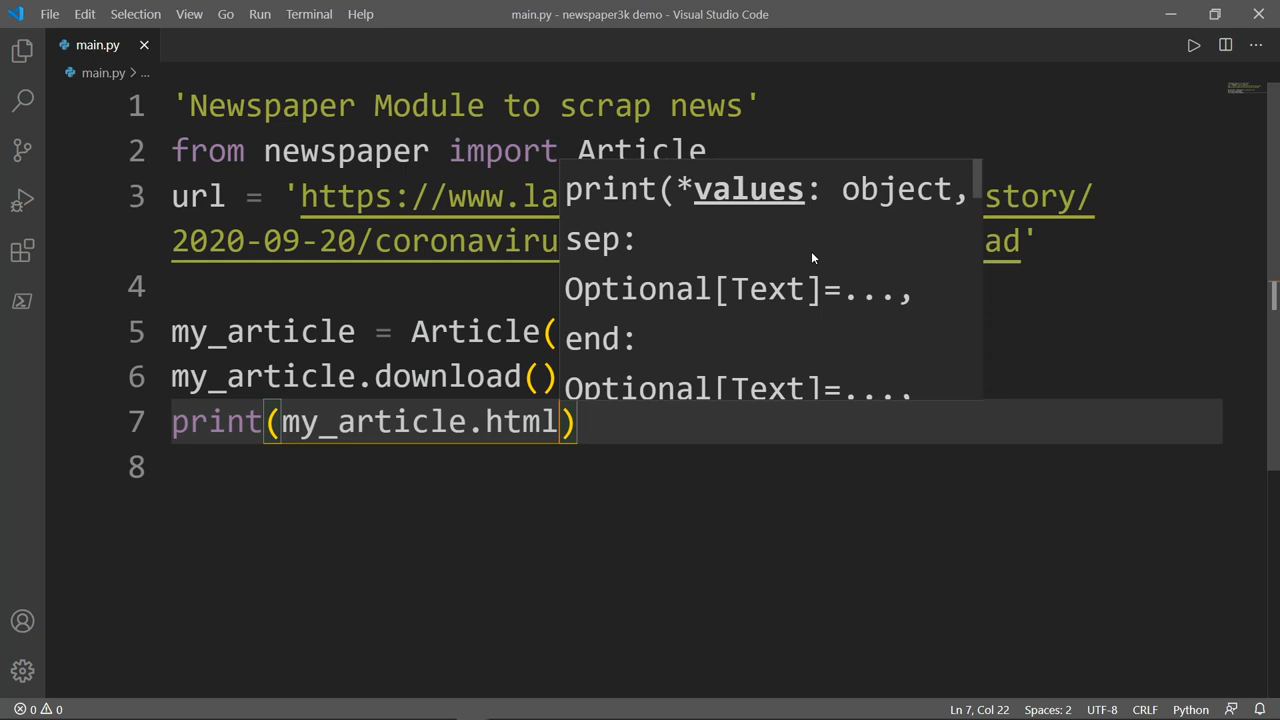 File Edit Selection View Go Run Terminal Help main.py - newspaper3k demo - Visual Studio Code
main.py
main.py > ...
1 'Newspaper Module to scrap news'
2 from newspaper import Article
3 url = 'https://www.la story/
2020-09-20/coronaviru ad'
4
5 my_article = Article(
6 my_article.download()
7 print(my_article.html)
8
print(*values: object,
sep:
Optional[Text]=...,
end:
Optional[Text]=...,
0 0 Ln 7, Col 22 Spaces: 2 UTF-8 CRLF Python